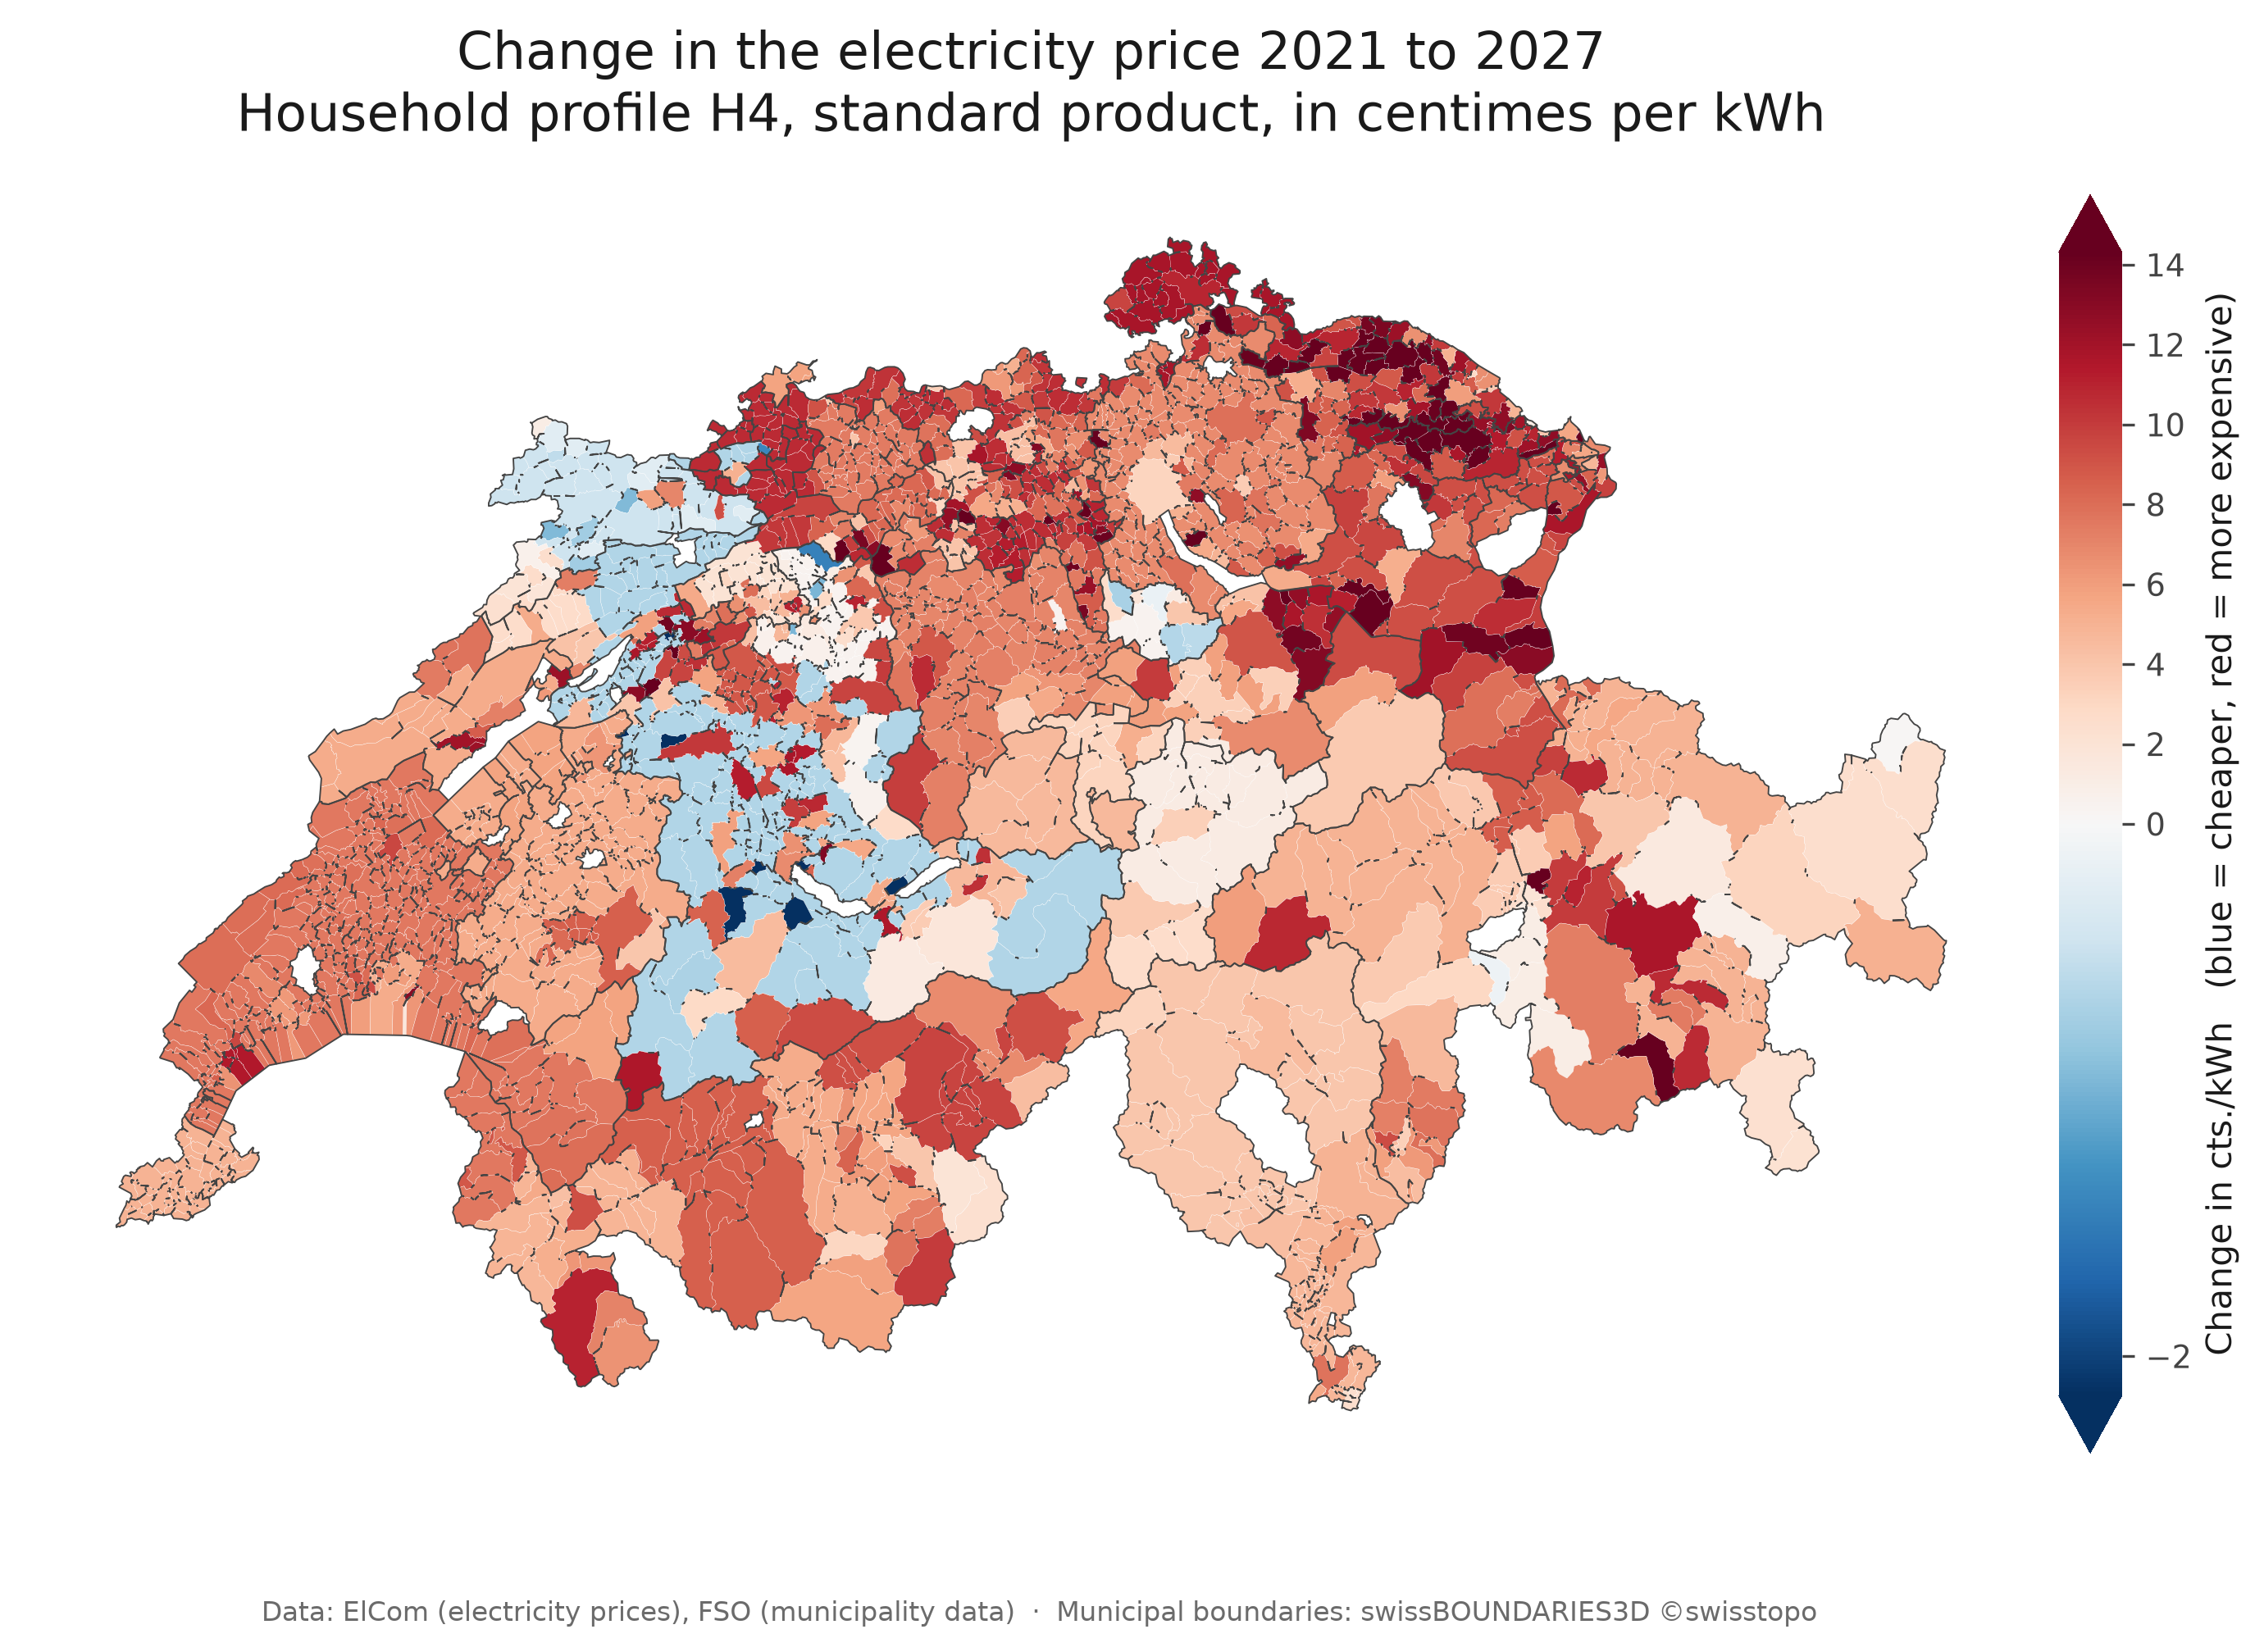 Change in the electricity price 2021 to 2027
Household profile H4, standard product, in centimes per kWh
14
12
10
8
6
4
2
0
−2
Change in cts./kWh (blue = cheaper, red = more expensive)
Data: ElCom (electricity prices), FSO (municipality data) · Municipal boundaries: swissBOUNDARIES3D ©swisstopo